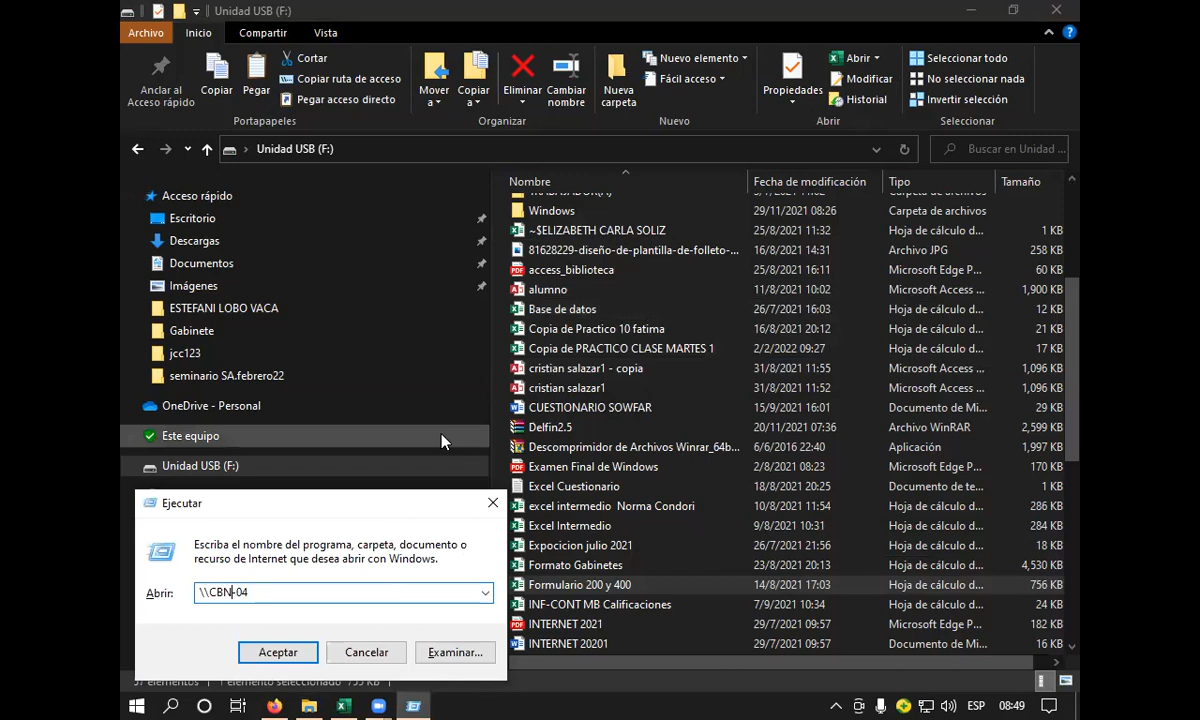 Unidad USB (F:)
Archivo Inicio Compartir Vista
Anclar al Acceso rápido
Copiar
Pegar
Cortar
Copiar ruta de acceso
Pegar acceso directo
Portapapeles
Mover a
Copiar a
Eliminar
Cambiar nombre
Organizar
Nueva carpeta
Nuevo elemento
Fácil acceso
Nuevo
Propiedades
Abrir
Modificar
Historial
Abrir
Seleccionar todo
No seleccionar nada
Invertir selección
Seleccionar
Unidad USB (F:)
Buscar en Unidad ...
Acceso rápido
Escritorio
Descargas
Documentos
Imágenes
ESTEFANI LOBO VACA
Gabinete
jcc123
seminario SA.febrero22
OneDrive - Personal
Este equipo
Unidad USB (F:)
Nombre Fecha de modificación Tipo Tamaño
Windows 29/11/2021 08:26 Carpeta de archivos
~$ELIZABETH CARLA SOLIZ 25/8/2021 11:32 Hoja de cálculo d... 1 KB
81628229-diseño-de-plantilla-de-folleto-... 16/8/2021 14:31 Archivo JPG 258 KB
access_biblioteca 25/8/2021 16:11 Microsoft Edge P... 60 KB
alumno 11/8/2021 10:02 Microsoft Access ... 1,900 KB
Base de datos 26/7/2021 16:03 Hoja de cálculo d... 12 KB
Copia de Practico 10 fatima 16/8/2021 20:12 Hoja de cálculo d... 21 KB
Copia de PRACTICO CLASE MARTES 1 2/2/2022 09:27 Hoja de cálculo d... 17 KB
cristian salazar1 - copia 31/8/2021 11:55 Microsoft Access ... 1,096 KB
cristian salazar1 31/8/2021 11:52 Microsoft Access ... 1,096 KB
CUESTIONARIO SOWFAR 15/9/2021 16:01 Documento de Mi... 29 KB
Delfin2.5 20/11/2021 07:36 Archivo WinRAR 2,599 KB
Descomprimidor de Archivos Winrar_64b... 6/6/2016 22:40 Aplicación 1,997 KB
Examen Final de Windows 2/8/2021 08:23 Microsoft Edge P... 170 KB
Excel Cuestionario 18/8/2021 20:25 Documento de te... 1 KB
excel intermedio Norma Condori 10/8/2021 11:54 Hoja de cálculo d... 286 KB
Excel Intermedio 9/8/2021 10:31 Hoja de cálculo d... 284 KB
Expocicion julio 2021 26/7/2021 21:56 Hoja de cálculo d... 18 KB
Formato Gabinetes 23/8/2021 20:13 Hoja de cálculo d... 4,530 KB
Formulario 200 y 400 14/8/2021 17:03 Hoja de cálculo d... 756 KB
INF-CONT MB Calificaciones 7/9/2021 10:34 Hoja de cálculo d... 24 KB
INTERNET 2021 29/7/2021 09:57 Microsoft Edge P... 182 KB
INTERNET 20201 29/7/2021 09:57 Documento de Mi... 16 KB
Ejecutar
Escriba el nombre del programa, carpeta, documento o
recurso de Internet que desea abrir con Windows.
Abrir: \\CBN-04
Aceptar Cancelar Examinar...
ESP 08:49